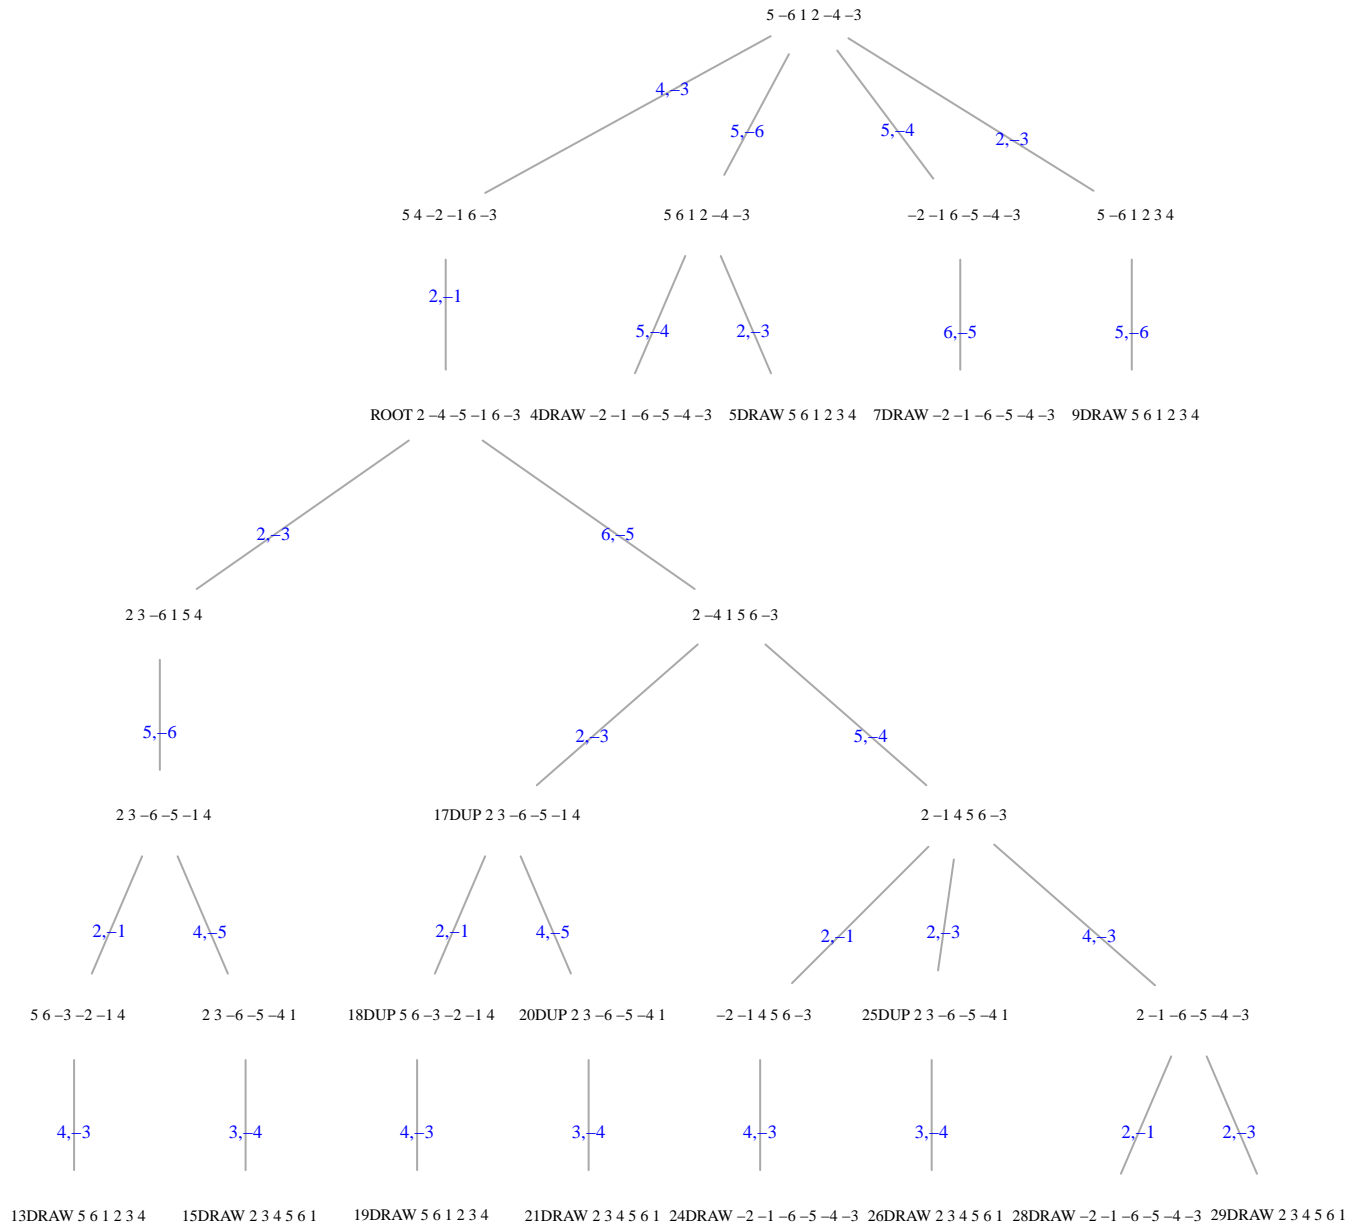 5 –6 1 2 –4 –3
4,–3
5,–6
5,–4
2,–3
5 4 –2 –1 6 –3
5 6 1 2 –4 –3
–2 –1 6 –5 –4 –3
5 –6 1 2 3 4
2,–1
5,–4
2,–3
6,–5
5,–6
ROOT 2 –4 –5 –1 6 –3
4DRAW –2 –1 –6 –5 –4 –3
5DRAW 5 6 1 2 3 4
7DRAW –2 –1 –6 –5 –4 –3
9DRAW 5 6 1 2 3 4
2,–3
6,–5
2 3 –6 1 5 4
2 –4 1 5 6 –3
5,–6
2,–3
5,–4
2 3 –6 –5 –1 4
17DUP 2 3 –6 –5 –1 4
2 –1 4 5 6 –3
2,–1
4,–5
2,–1
4,–5
2,–1
2,–3
4,–3
5 6 –3 –2 –1 4
2 3 –6 –5 –4 1
18DUP 5 6 –3 –2 –1 4
20DUP 2 3 –6 –5 –4 1
–2 –1 4 5 6 –3
25DUP 2 3 –6 –5 –4 1
2 –1 –6 –5 –4 –3
4,–3
3,–4
4,–3
3,–4
4,–3
3,–4
2,–1
2,–3
13DRAW 5 6 1 2 3 4
15DRAW 2 3 4 5 6 1
19DRAW 5 6 1 2 3 4
21DRAW 2 3 4 5 6 1
24DRAW –2 –1 –6 –5 –4 –3
26DRAW 2 3 4 5 6 1
28DRAW –2 –1 –6 –5 –4 –3
29DRAW 2 3 4 5 6 1